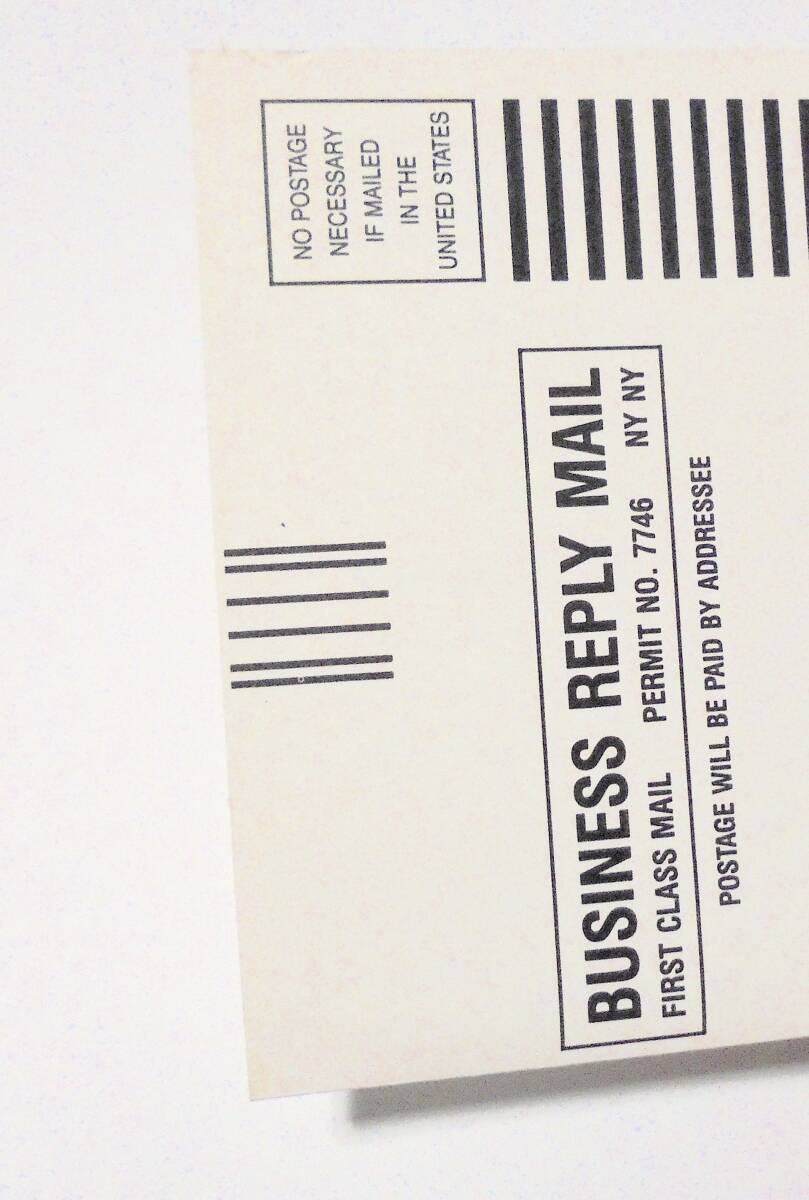 NO POSTAGE
NECESSARY
IF MAILED
IN THE
UNITED STATES
BUSINESS REPLY MAIL
FIRST CLASS MAIL PERMIT NO. 7746 NY NY
POSTAGE WILL BE PAID BY ADDRESSEE